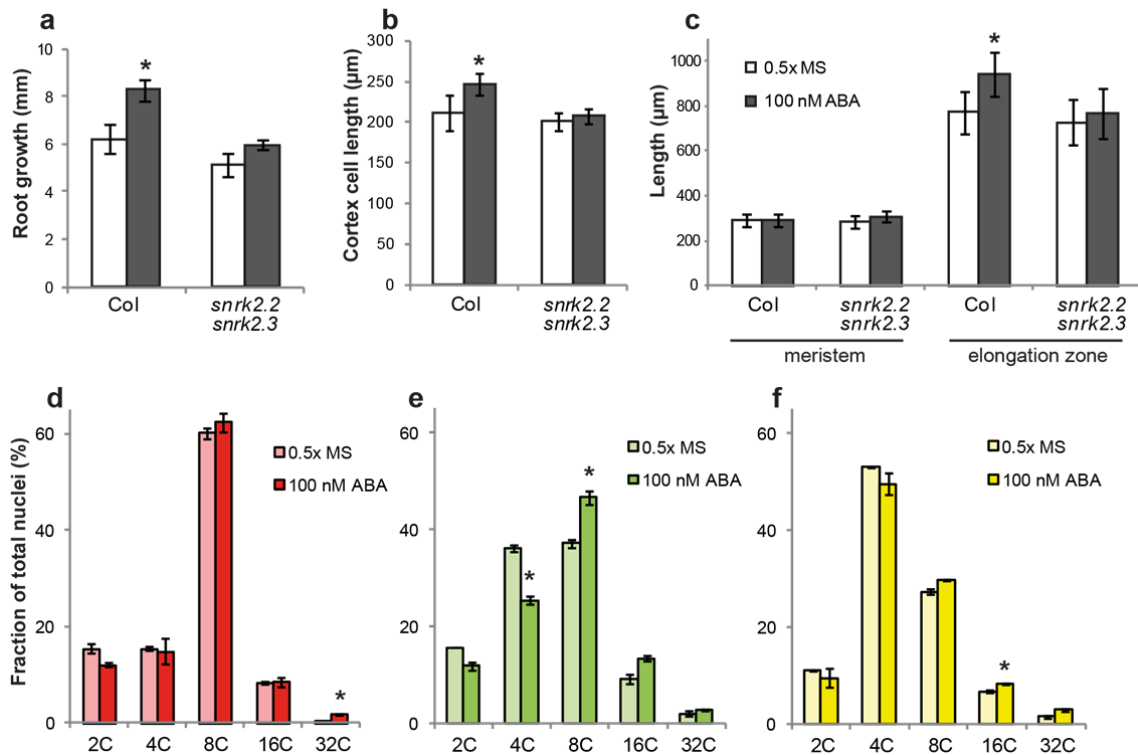 a
Root growth (mm)
10
8
6
4
2
0
*
Col
snrk2.2
snrk2.3
b
Cortex cell length (µm)
300
250
200
150
100
50
0
*
Col
snrk2.2
snrk2.3
c
Length (µm)
1000
800
600
400
200
0
0.5x MS
100 nM ABA
*
Col
snrk2.2
snrk2.3
Col
snrk2.2
snrk2.3
meristem
elongation zone
d
Fraction of total nuclei (%)
60
40
20
0
0.5x MS
100 nM ABA
*
2C 4C 8C 16C 32C
e
60
40
20
0
0.5x MS
100 nM ABA
*
*
2C 4C 8C 16C 32C
f
60
40
20
0
0.5x MS
100 nM ABA
*
2C 4C 8C 16C 32C